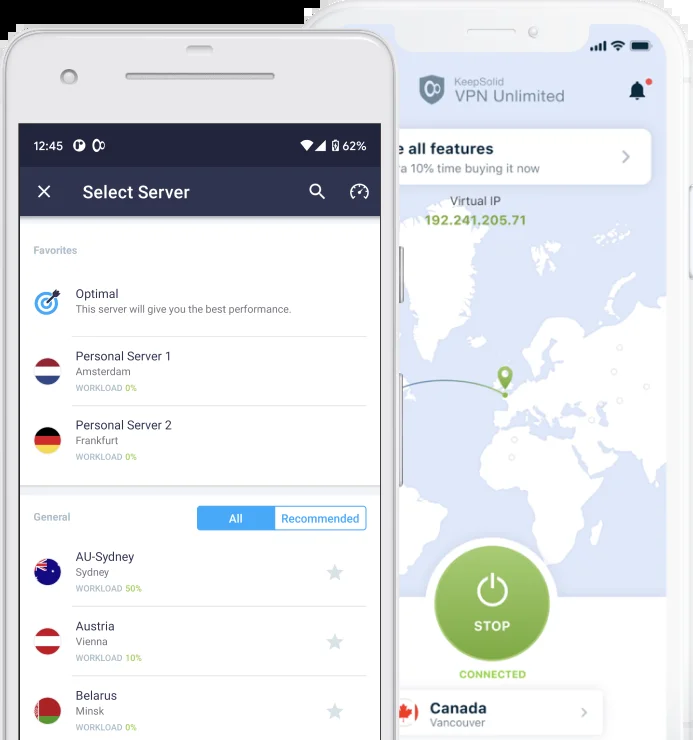 12:45
62%
Select Server
Favorites
Optimal
This server will give you the best performance.
Personal Server 1
Amsterdam
WORKLOAD 0%
Personal Server 2
Frankfurt
WORKLOAD 0%
General
All
Recommended
AU-Sydney
Sydney
WORKLOAD 50%
Austria
Vienna
WORKLOAD 10%
Belarus
Minsk
WORKLOAD 0%
KeepSolid
VPN Unlimited
all features
10% time buying it now
Virtual IP
192.241.205.71
STOP
CONNECTED
Canada
Vancouver